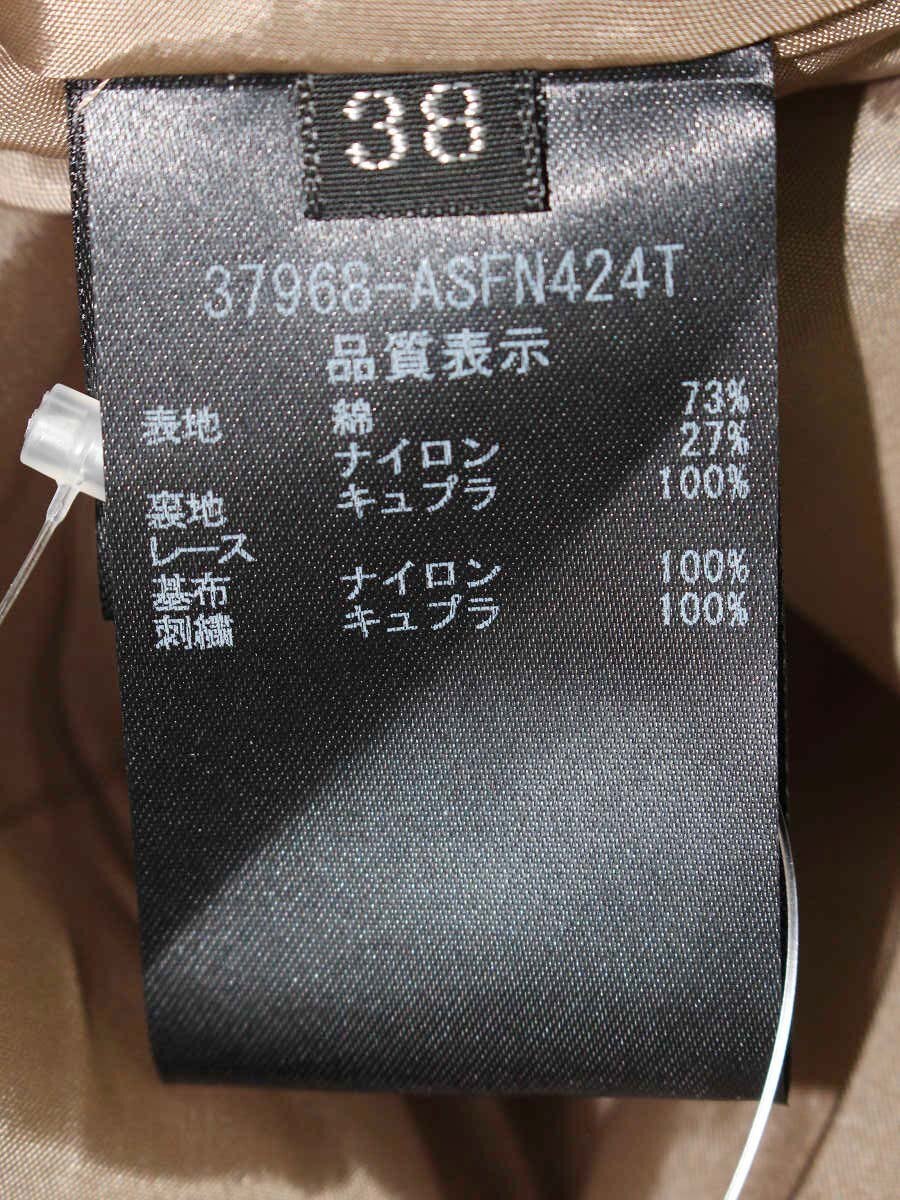 38
37968-ASFN424T
品質表示
表地 綿 73%
ナイロン 27%
裏地 キュプラ 100%
レース
基布 ナイロン 100%
刺繍 キュプラ 100%